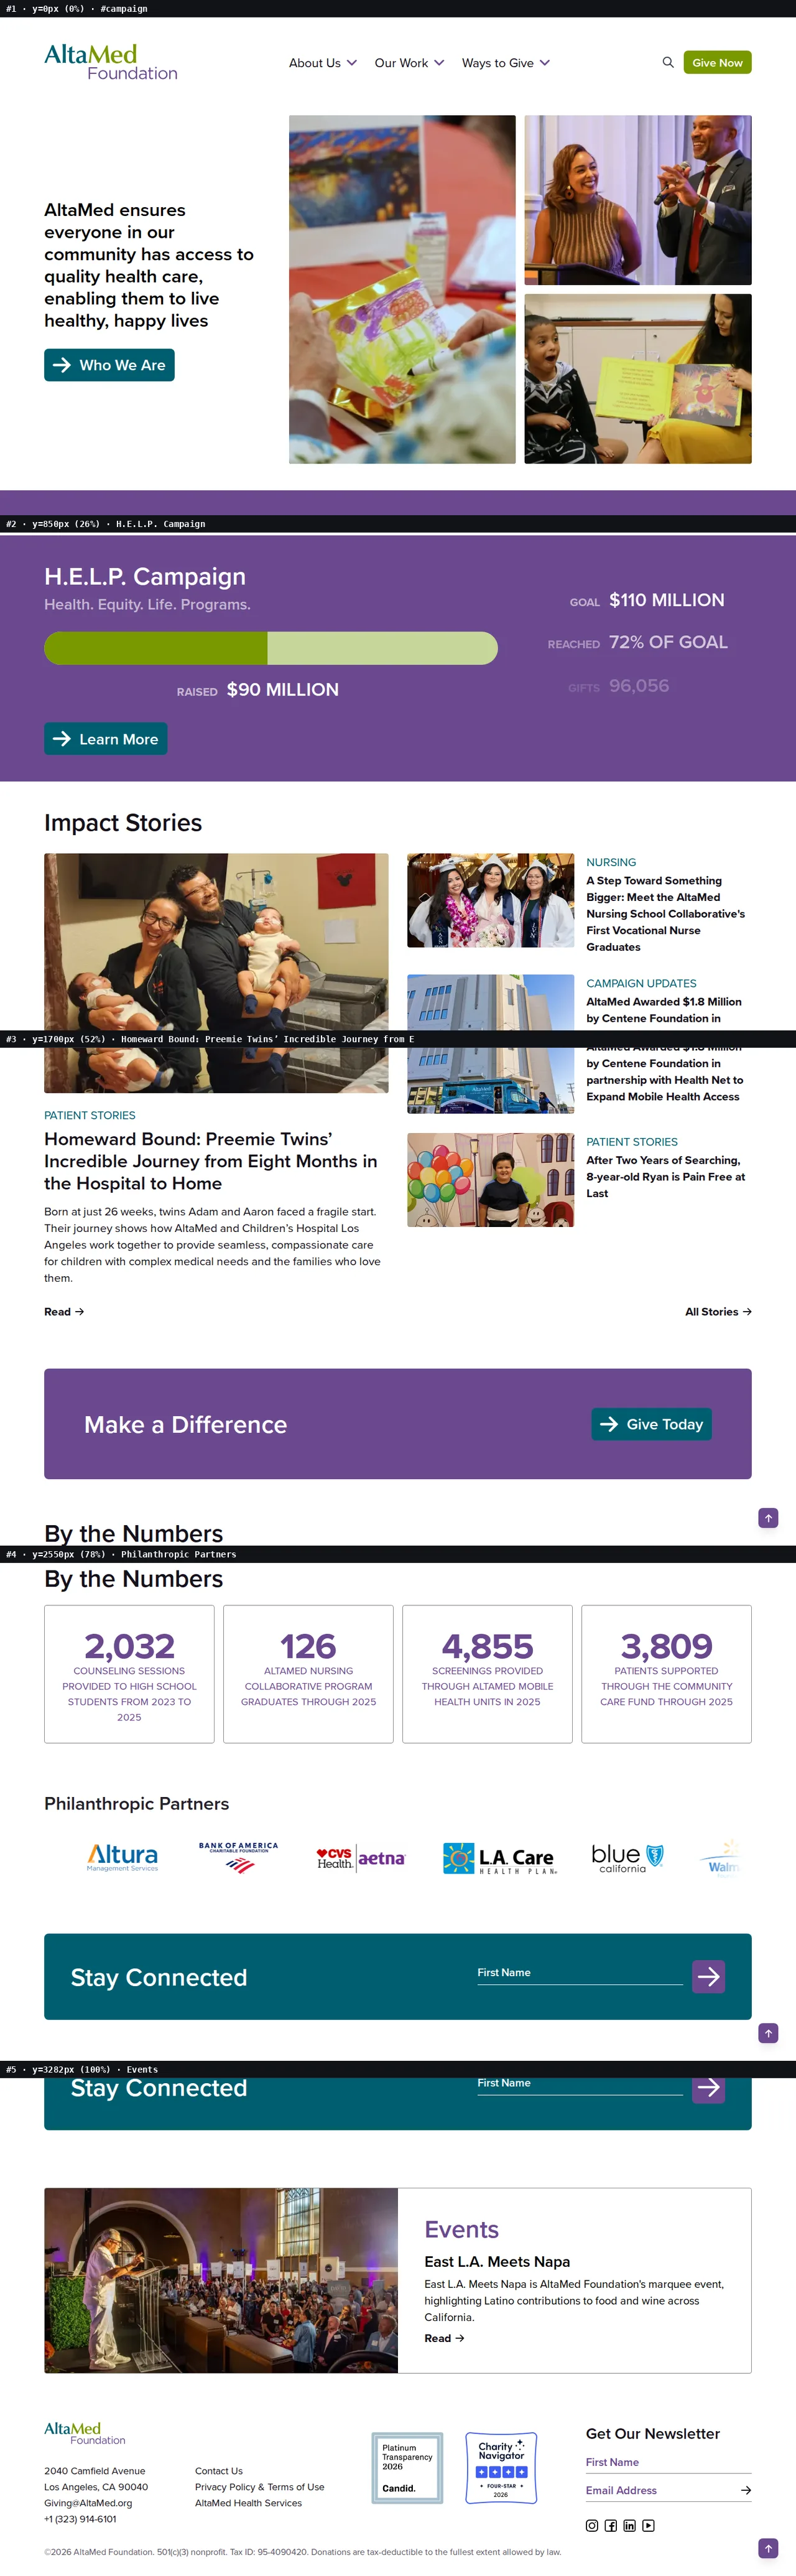 #1 · y=0px (0%) · #campaign
AltaMed
Foundation
About Us
Our Work
Ways to Give
Give Now
AltaMed ensures
everyone in our
community has access to
quality health care,
enabling them to live
healthy, happy lives
Who We Are
#2 · y=850px (26%) · H.E.L.P. Campaign
H.E.L.P. Campaign
Health. Equity. Life. Programs.
RAISED $90 MILLION
GOAL $110 MILLION
REACHED 72% OF GOAL
GIFTS 96,056
Learn More
Impact Stories
NURSING
A Step Toward Something
Bigger: Meet the AltaMed
Nursing School Collaborative's
First Vocational Nurse
Graduates
CAMPAIGN UPDATES
AltaMed Awarded $1.8 Million
by Centene Foundation in
#3 · y=1700px (52%) · Homeward Bound: Preemie Twins’ Incredible Journey from E
AltaMed Awarded $1.8 Million
by Centene Foundation in
partnership with Health Net to
Expand Mobile Health Access
PATIENT STORIES
Homeward Bound: Preemie Twins’
Incredible Journey from Eight Months in
the Hospital to Home
Born at just 26 weeks, twins Adam and Aaron faced a fragile start.
Their journey shows how AltaMed and Children’s Hospital Los
Angeles work together to provide seamless, compassionate care
for children with complex medical needs and the families who love
them.
Read
PATIENT STORIES
After Two Years of Searching,
8-year-old Ryan is Pain Free at
Last
All Stories
Make a Difference
Give Today
By the Numbers
#4 · y=2550px (78%) · Philanthropic Partners
By the Numbers
2,032
COUNSELING SESSIONS
PROVIDED TO HIGH SCHOOL
STUDENTS FROM 2023 TO
2025
126
ALTAMED NURSING
COLLABORATIVE PROGRAM
GRADUATES THROUGH 2025
4,855
SCREENINGS PROVIDED
THROUGH ALTAMED MOBILE
HEALTH UNITS IN 2025
3,809
PATIENTS SUPPORTED
THROUGH THE COMMUNITY
CARE FUND THROUGH 2025
Philanthropic Partners
Altura
Management Services
BANK OF AMERICA
CHARITABLE FOUNDATION
CVS
Health
aetna
L.A. Care
HEALTH PLAN
blue
california
Walm
Stay Connected
First Name
#5 · y=3282px (100%) · Events
Stay Connected
First Name
Events
East L.A. Meets Napa
East L.A. Meets Napa is AltaMed Foundation's marquee event,
highlighting Latino contributions to food and wine across
California.
Read
AltaMed
Foundation
2040 Camfield Avenue
Los Angeles, CA 90040
Giving@AltaMed.org
+1 (323) 914-6101
Contact Us
Privacy Policy & Terms of Use
AltaMed Health Services
Platinum
Transparency
2026
Candid.
Charity
Navigator
FOUR-STAR
2026
Get Our Newsletter
First Name
Email Address
©2026 AltaMed Foundation. 501(c)(3) nonprofit. Tax ID: 95-4090420. Donations are tax-deductible to the fullest extent allowed by law.